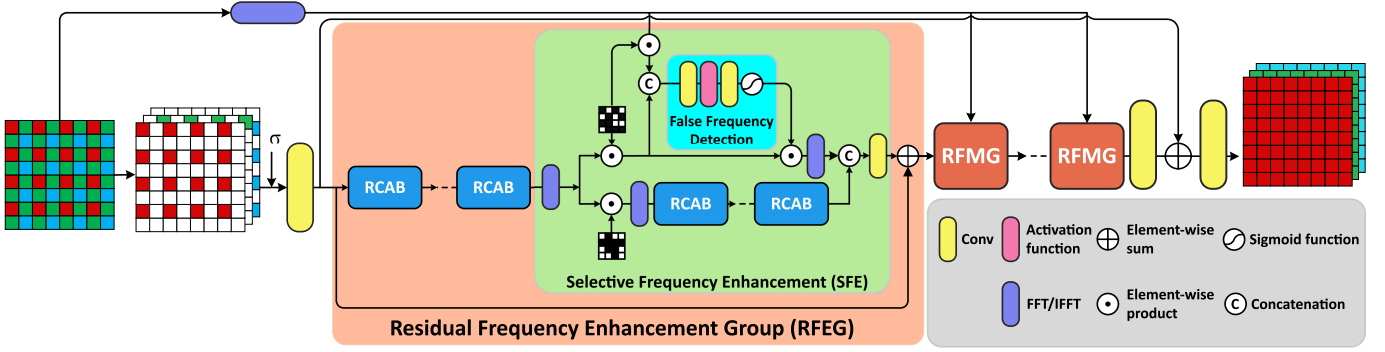 σ
RCAB
RCAB
C
False Frequency
Detection
C
RCAB
RCAB
Selective Frequency Enhancement (SFE)
Residual Frequency Enhancement Group (RFEG)
RFMG
RFMG
Conv
Activation
function
Element-wise
sum
Sigmoid function
FFT/IFFT
Element-wise
product
C
Concatenation